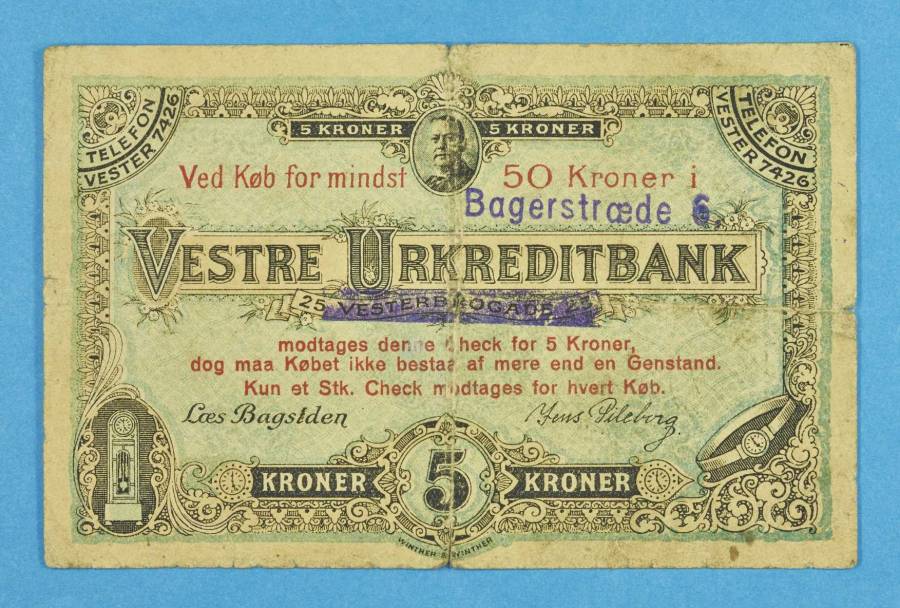 TELEFON
VESTER 7426
5 KRONER
5 KRONER
TELEFON
VESTER 7426
Ved Køb for mindst 50 Kroner i
Bagerstræde 6
VESTRE URKREDITBANK
25 VESTERBROGADE 25
modtages denne Check for 5 Kroner,
dog maa Købet ikke bestaa af mere end en Genstand.
Kun et Stk. Check modtages for hvert Køb.
Læs Bagsiden
Jens Pileborg.
KRONER 5 KRONER
WINTHER & WINTHER